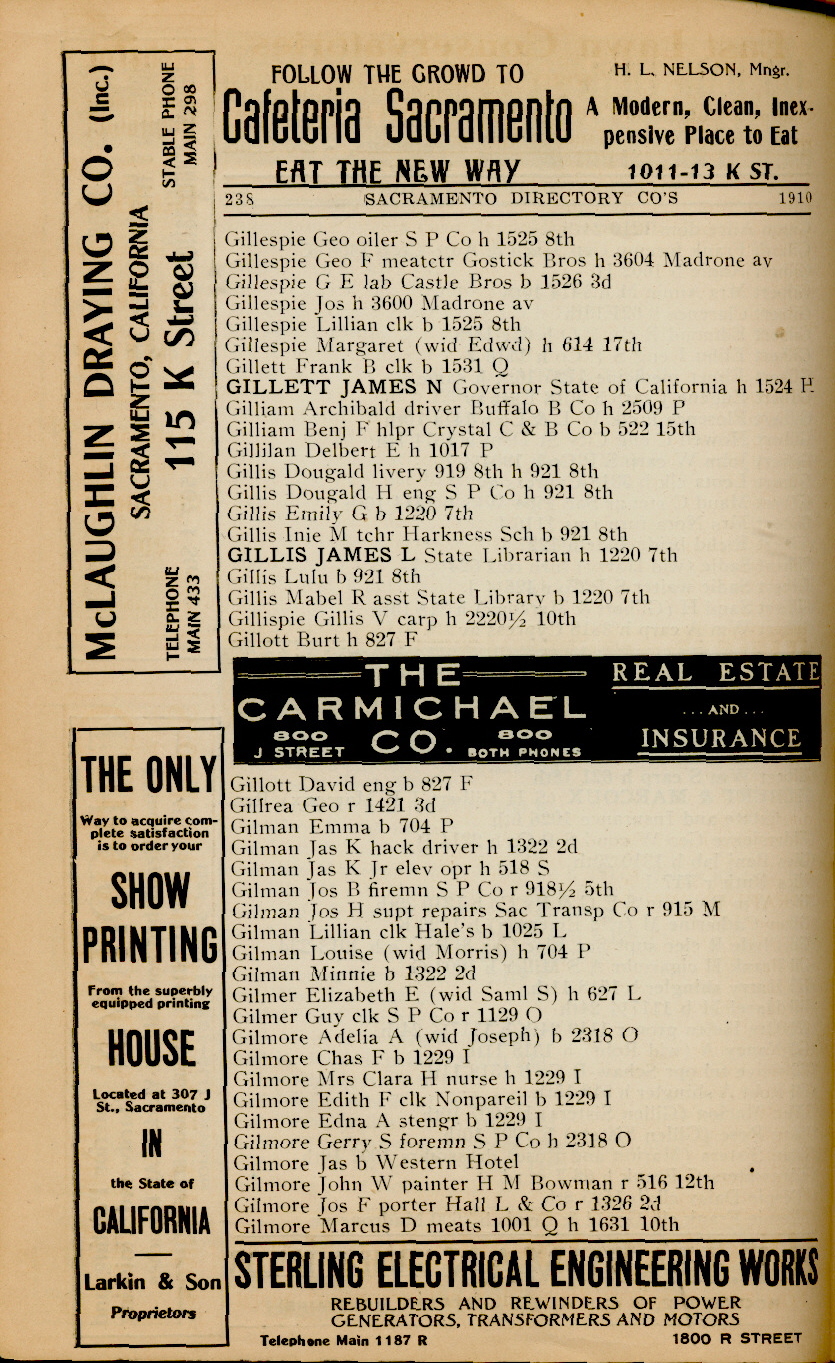 FOLLOW THE CROWD TO
Cafeteria Sacramento
EAT THE NEW WAY
H. L. NELSON, Mngr.
A Modern, Clean, Inex-
pensive Place to Eat
1011-13 K ST.
238 SACRAMENTO DIRECTORY CO'S 1910
McLAUGHLIN DRAYING CO. (Inc.)
SACRAMENTO, CALIFORNIA
TELEPHONE
MAIN 433
115 K Street
STABLE PHONE
MAIN 298
Gillespie Geo oiler S P Co h 1525 8th
Gillespie Geo F meatctr Gostick Bros h 3604 Madrone av
Gillespie G E lab Castle Bros b 1526 3d
Gillespie Jos h 3600 Madrone av
Gillespie Lillian clk b 1525 8th
Gillespie Margaret (wid Edwd) h 614 17th
Gillett Frank B clk b 1531 Q
GILLETT JAMES N Governor State of California h 1524 H
Gilliam Archibald driver Buffalo B Co h 2509 P
Gilliam Benj F hlpr Crystal C & B Co b 522 15th
Gillilan Delbert E h 1017 P
Gillis Dougald livery 919 8th h 921 8th
Gillis Dougald H eng S P Co h 921 8th
Gillis Emily G b 1220 7th
Gillis Inie M tchr Harkness Sch b 921 8th
GILLIS JAMES L State Librarian h 1220 7th
Gillis Lulu b 921 8th
Gillis Mabel R asst State Library b 1220 7th
Gillispie Gillis V carp h 2220½ 10th
Gillott Burt h 827 F
THE
CARMICHAEL
CO.
800
J STREET
800
BOTH PHONES
REAL ESTATE
...AND...
INSURANCE
THE ONLY
Way to acquire com-
plete satisfaction
is to order your
SHOW
PRINTING
From the superbly
equipped printing
HOUSE
Located at 307 J
St., Sacramento
IN
the State of
CALIFORNIA
Larkin & Son
Proprietors
Gillott David eng b 827 F
Gillrea Geo r 1421 3d
Gilman Emma b 704 P
Gilman Jas K hack driver h 1322 2d
Gilman Jas K Jr elev opr h 518 S
Gilman Jos B firemn S P Co r 918½ 5th
Gilman Jos H supt repairs Sac Transp Co r 915 M
Gilman Lillian clk Hale's b 1025 L
Gilman Louise (wid Morris) h 704 P
Gilman Minnie b 1322 2d
Gilmer Elizabeth E (wid Saml S) h 627 L
Gilmer Guy clk S P Co r 1129 O
Gilmore Adelia A (wid Joseph) b 2318 O
Gilmore Chas F b 1229 I
Gilmore Mrs Clara H nurse h 1229 I
Gilmore Edith F clk Nonpareil b 1229 I
Gilmore Edna A stengr b 1229 I
Gilmore Gerry S foremn S P Co h 2318 O
Gilmore Jas b Western Hotel
Gilmore John W painter H M Bowman r 516 12th
Gilmore Jos F porter Hall L & Co r 1326 2d
Gilmore Marcus D meats 1001 Q h 1631 10th
STERLING ELECTRICAL ENGINEERING WORKS
REBUILDERS AND REWINDERS OF POWER
GENERATORS, TRANSFORMERS AND MOTORS
Telephone Main 1187 R 1800 R STREET